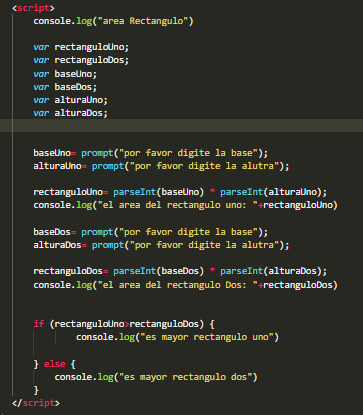 <script>
console.log("area Rectangulo")
var rectanguloUno;
var rectanguloDos;
var baseUno;
var baseDos;
var alturaUno;
var alturaDos;
baseUno= prompt("por favor digite la base");
alturaUno= prompt("por favor digite la alutra");
rectanguloUno= parseInt(baseUno) * parseInt(alturaUno);
console.log("el area del rectangulo uno: "+rectanguloUno)
baseDos= prompt("por favor digite la base");
alturaDos= prompt("por favor digite la alutra");
rectanguloDos= parseInt(baseDos) * parseInt(alturaDos);
console.log("el area del rectangulo Dos: "+rectanguloDos)
if (rectanguloUno>rectanguloDos) {
console.log("es mayor rectangulo uno")
} else {
console.log("es mayor rectangulo dos")
}
</script>